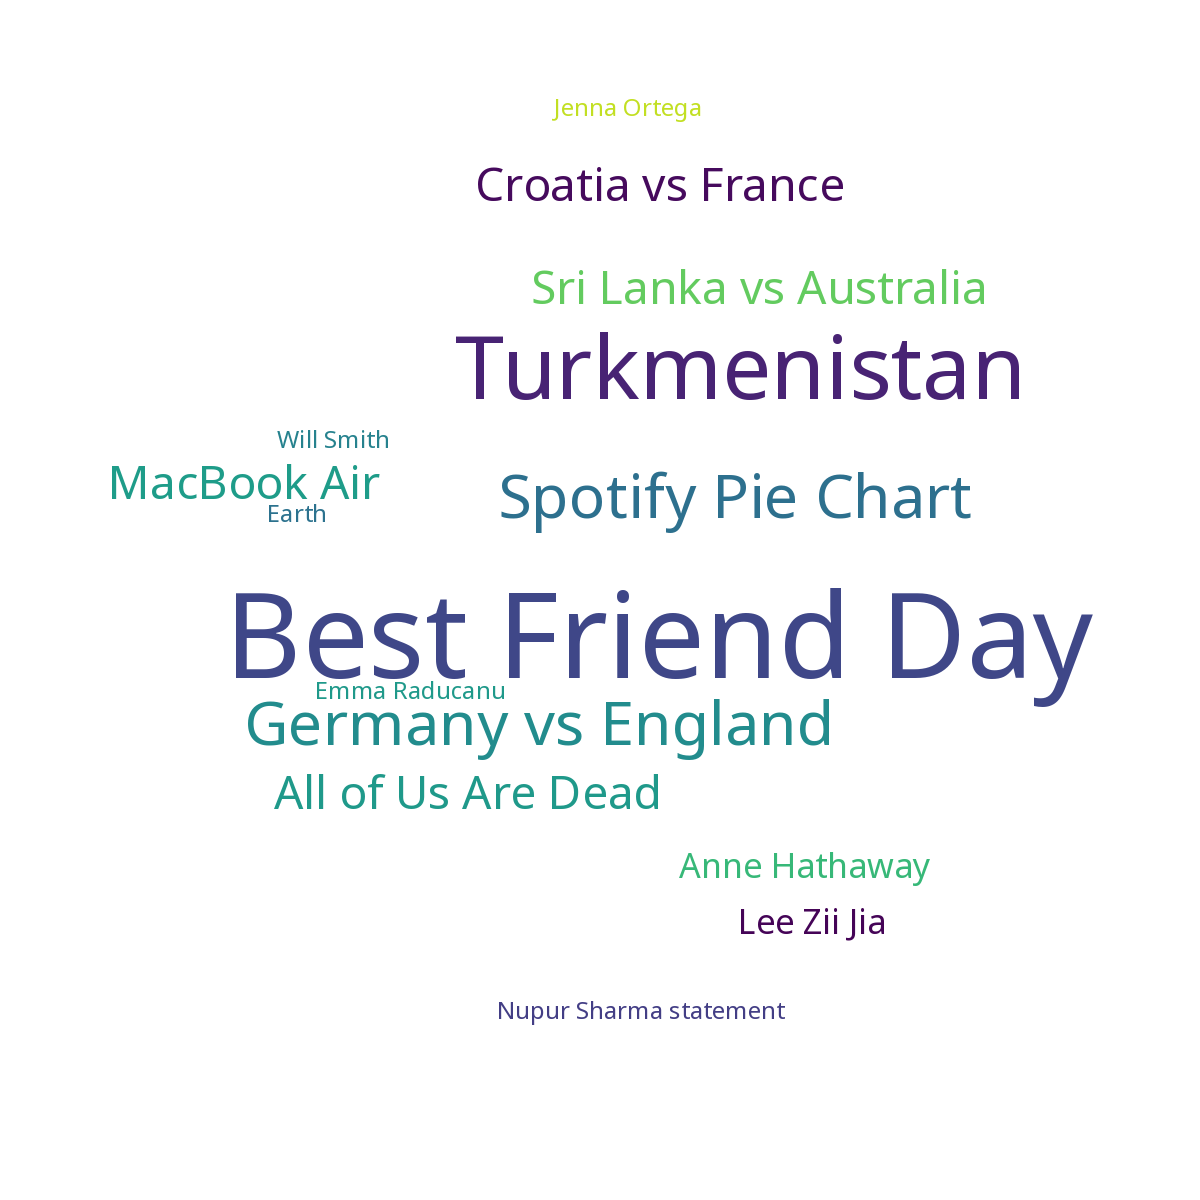 Jenna Ortega
Croatia vs France
Sri Lanka vs Australia
Turkmenistan
Will Smith
MacBook Air
Spotify Pie Chart
Earth
Best Friend Day
Emma Raducanu
Germany vs England
All of Us Are Dead
Anne Hathaway
Lee Zii Jia
Nupur Sharma statement